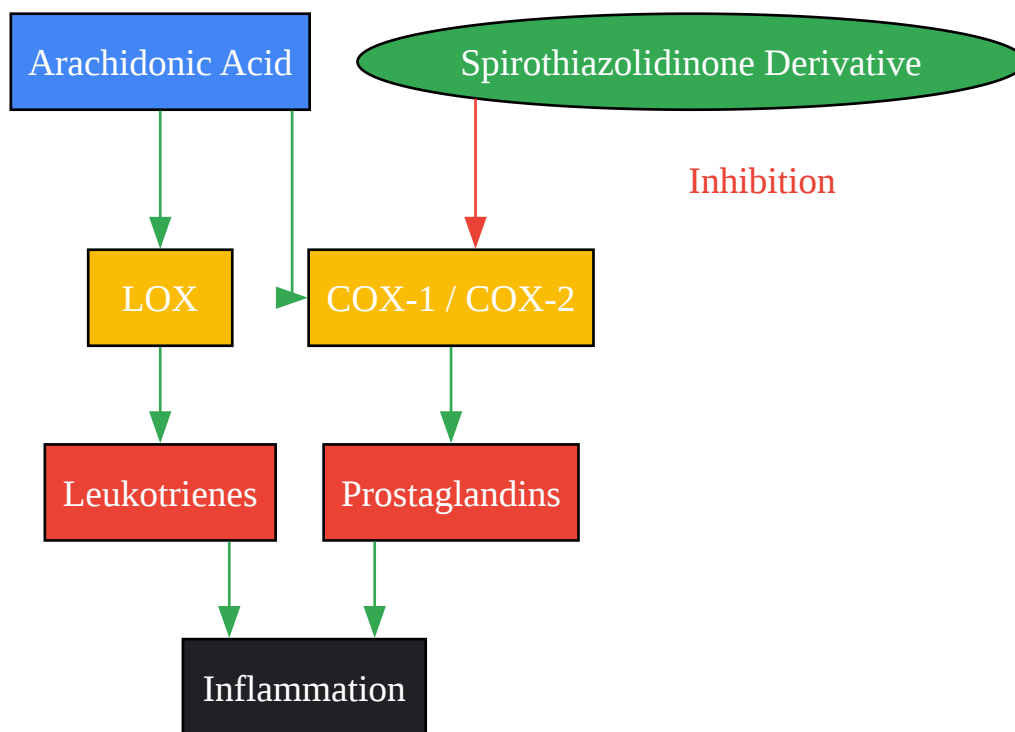 Arachidonic Acid
Spirothiazolidinone Derivative
Inhibition
LOX
COX-1 / COX-2
Leukotrienes
Prostaglandins
Inflammation